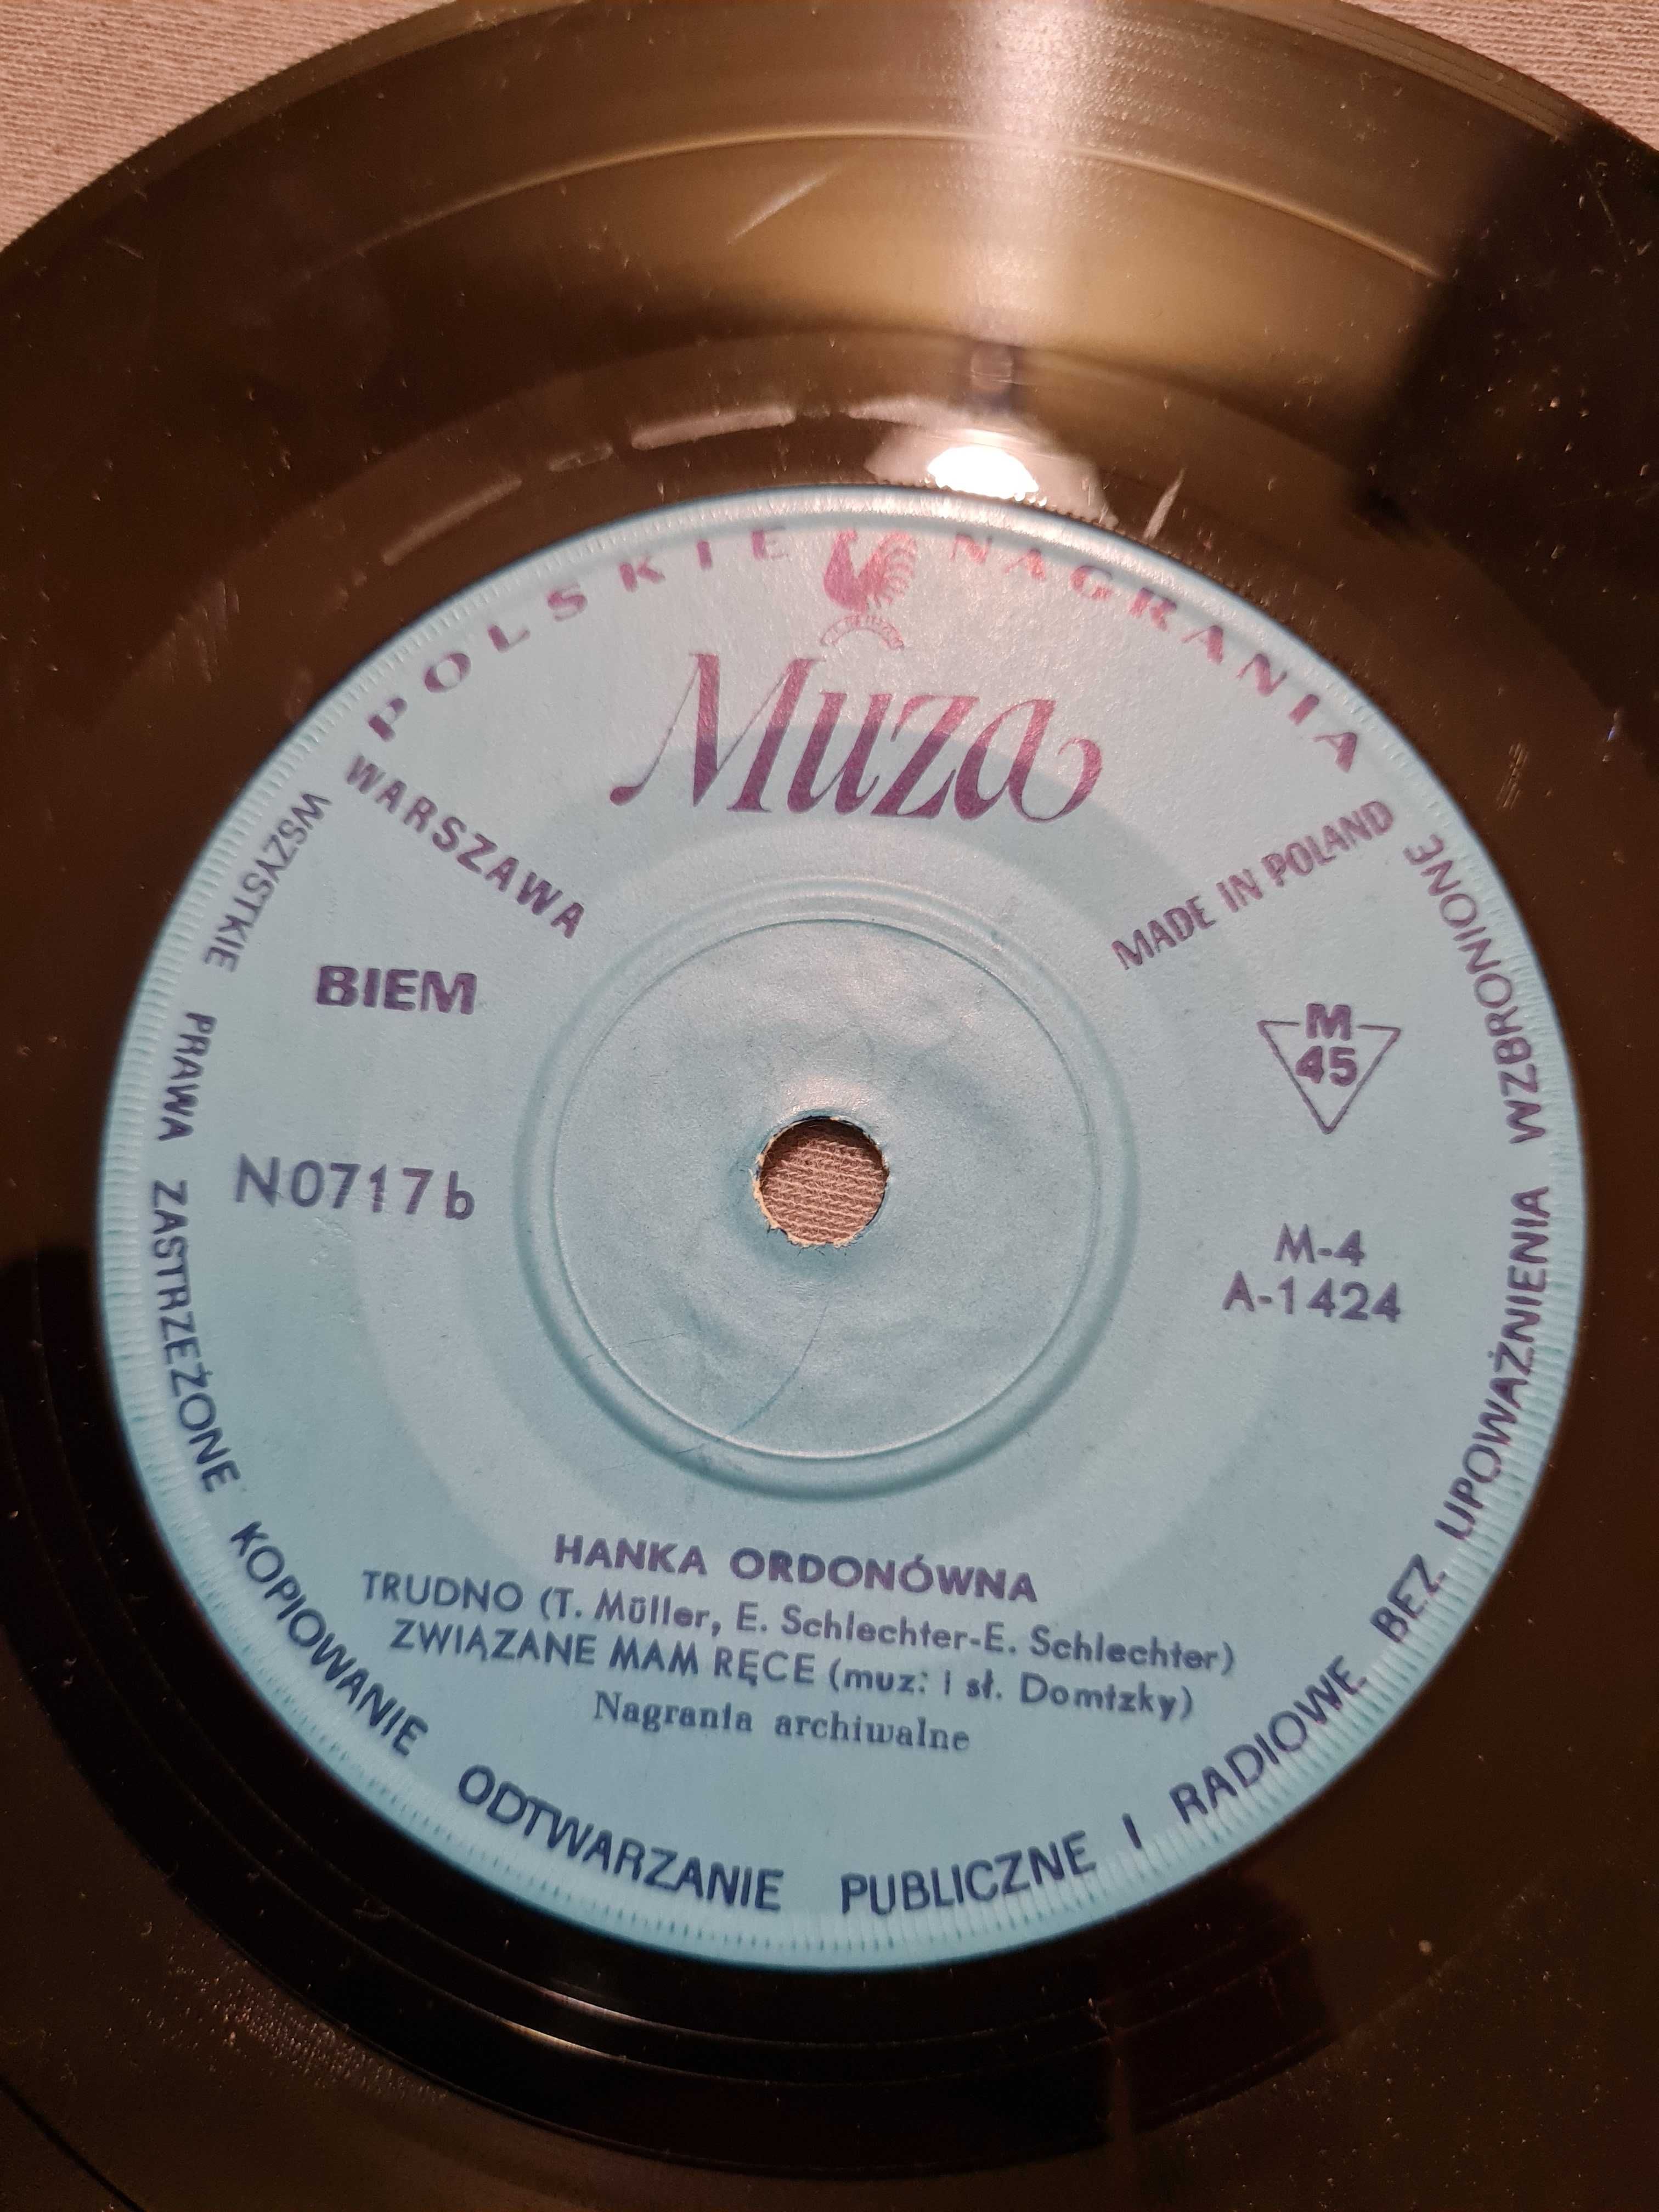 POLSKIE NAGRANIA
Muza
WARSZAWA
MADE IN POLAND
BIEM
M
45
N0717b
M-4
A-1424
HANKA ORDONÓWNA
TRUDNO (T. Müller, E. Schlechter-E. Schlechter)
ZWIĄZANE MAM RĘCE (muz: i sł. Domtzky)
Nagrania archiwalne
WSZYSTKIE PRAWA ZASTRZEŻONE KOPIOWANIE ODTWARZANIE PUBLICZNE I RADIOWE BEZ UPOWAŻNIENIA WZBRONIONE